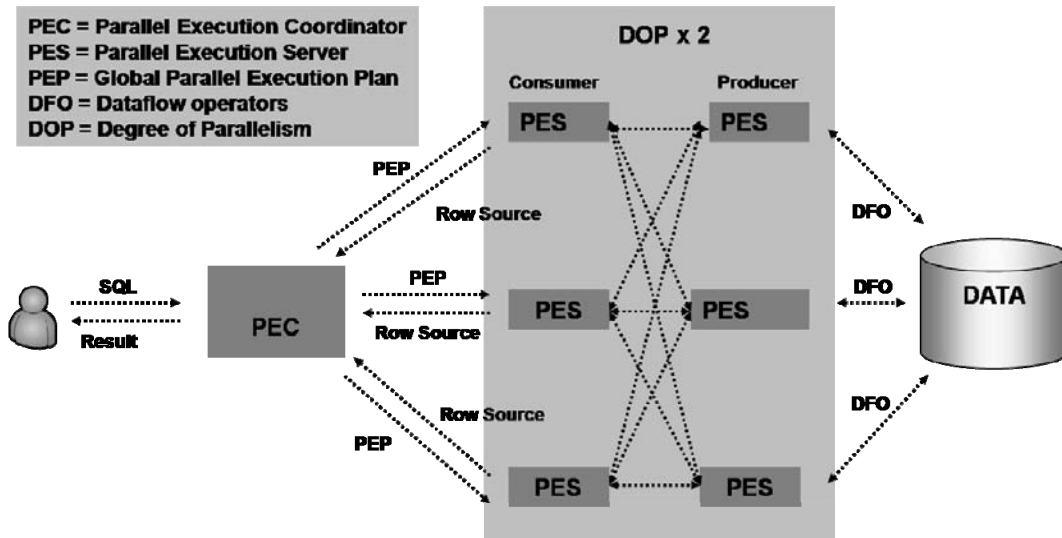 PEC = Parallel Execution Coordinator
PES = Parallel Execution Server
PEP = Global Parallel Execution Plan
DFO = Dataflow operators
DOP = Degree of Parallelism
DOP x 2
Consumer
Producer
PES
PES
PEP
Row Source
DFO
SQL
Result
PEC
PEP
Row Source
PES
PES
DFO
DATA
Row Source
PEP
DFO
PES
PES